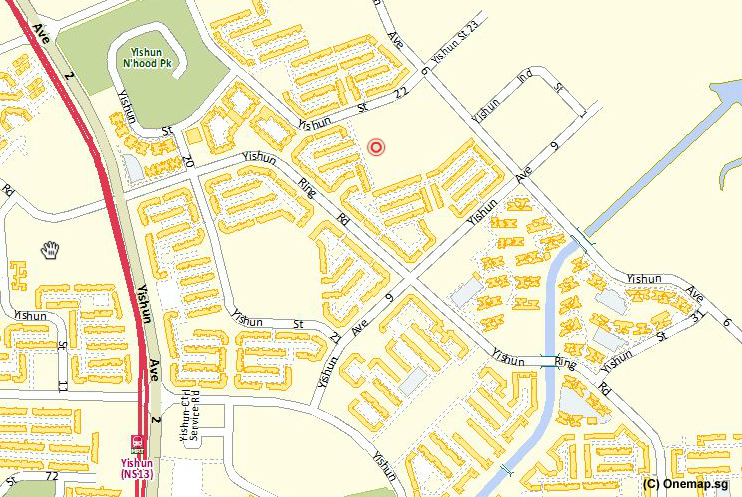 Ave
2
Yishun
N'hood Pk
Yishun
St
20
Yishun
St
22
Ave
6
Yishun St 23
Yishun
Ind
St
1
Yishun
Ave
9
Yishun
Ring
Rd
Rd
Yishun
St
11
Yishun
Ave
2
Yishun
St
21
Yishun
Ave
6
Yishun
Ave
6
Yishun
St
31
Yishun
Ring
Rd
Yishun Ctrl
Service Rd
Yishun
MRT
Yishun
(NS13)
St
72
(C) Onemap.sg